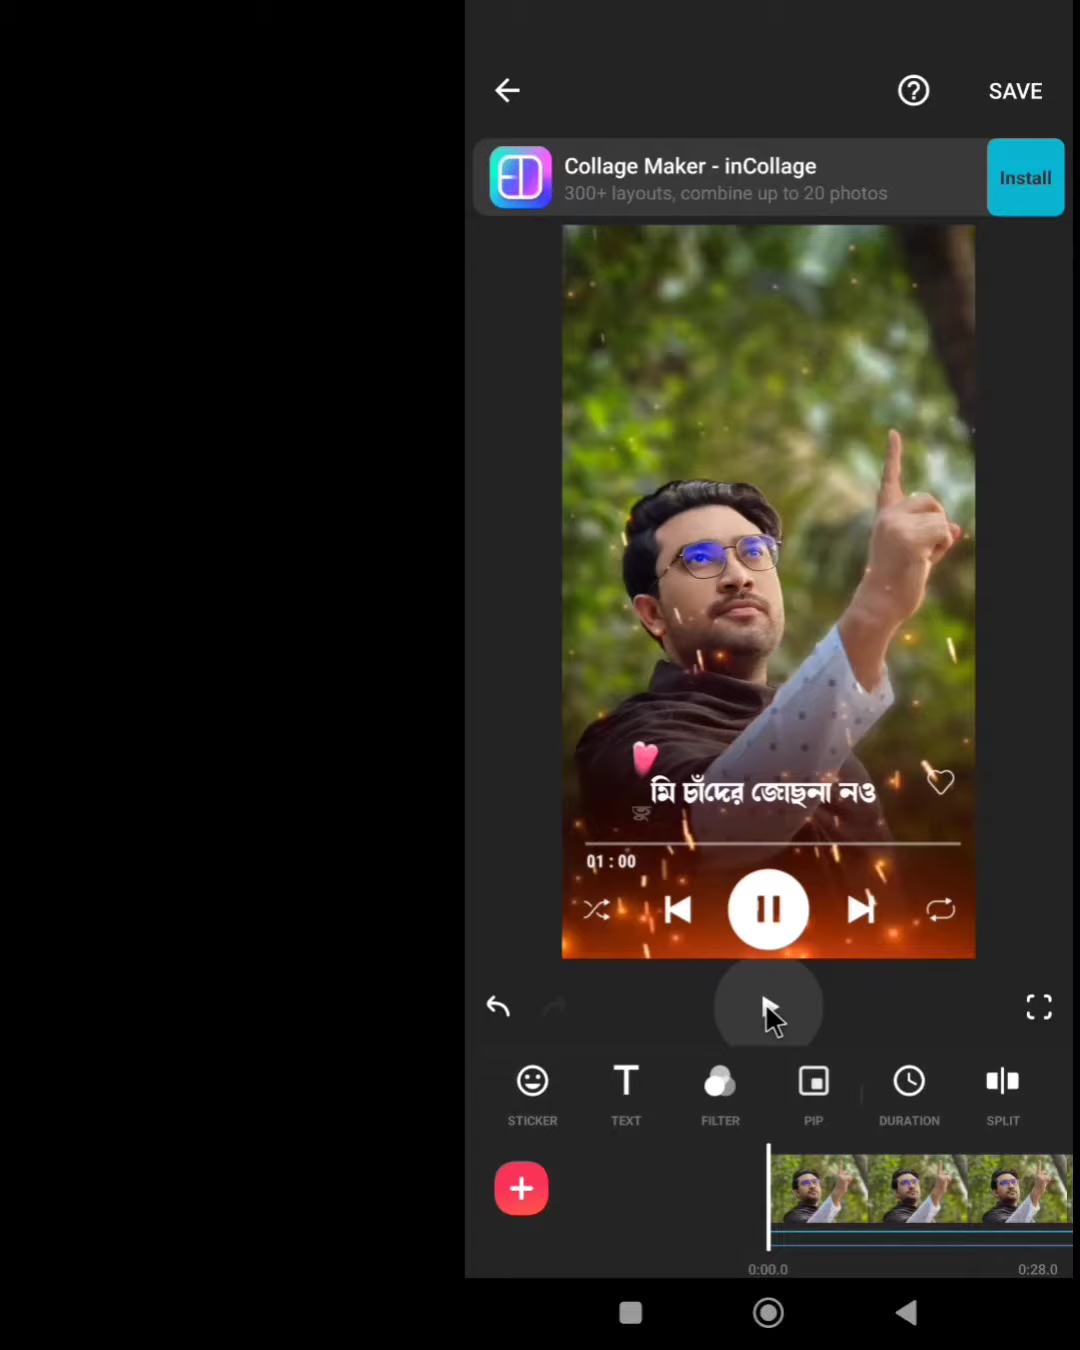 SAVE
Collage Maker - inCollage
300+ layouts, combine up to 20 photos
Install
মি চাঁদের জোছনা নও
তু
01 : 00
STICKER
TEXT
FILTER
PIP
DURATION
SPLIT
0:00.0
0:28.0